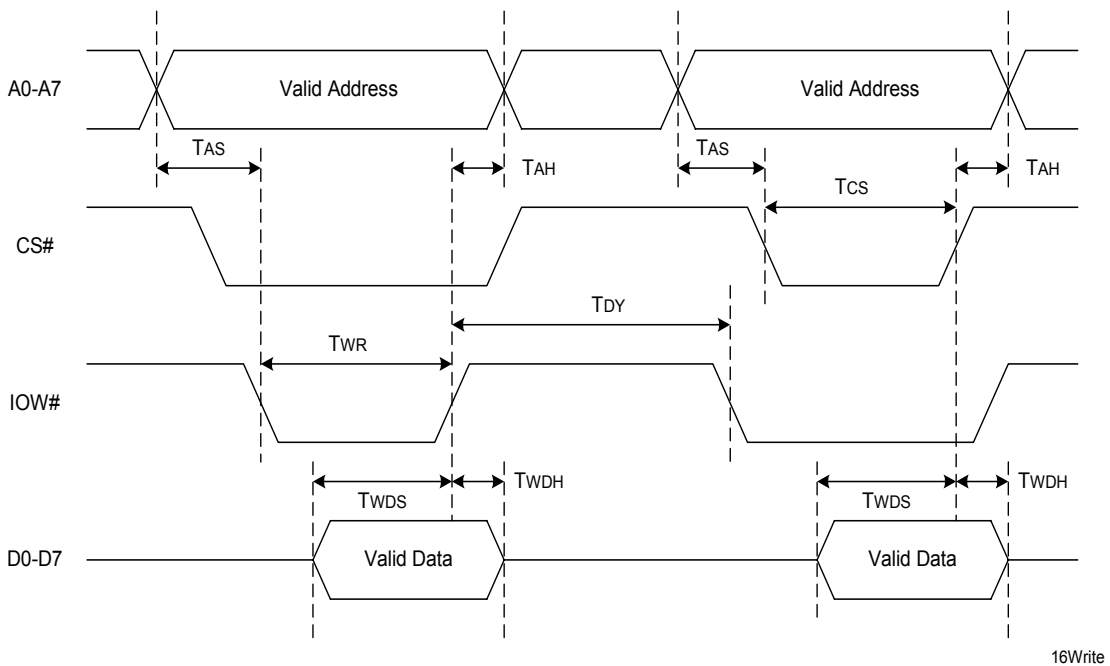 A0-A7
Valid Address
Valid Address
TAS
TAH
TAS
TAH
TCS
CS#
TDY
TWR
IOW#
TWDS
TWDH
TWDS
TWDH
D0-D7
Valid Data
Valid Data
16Write